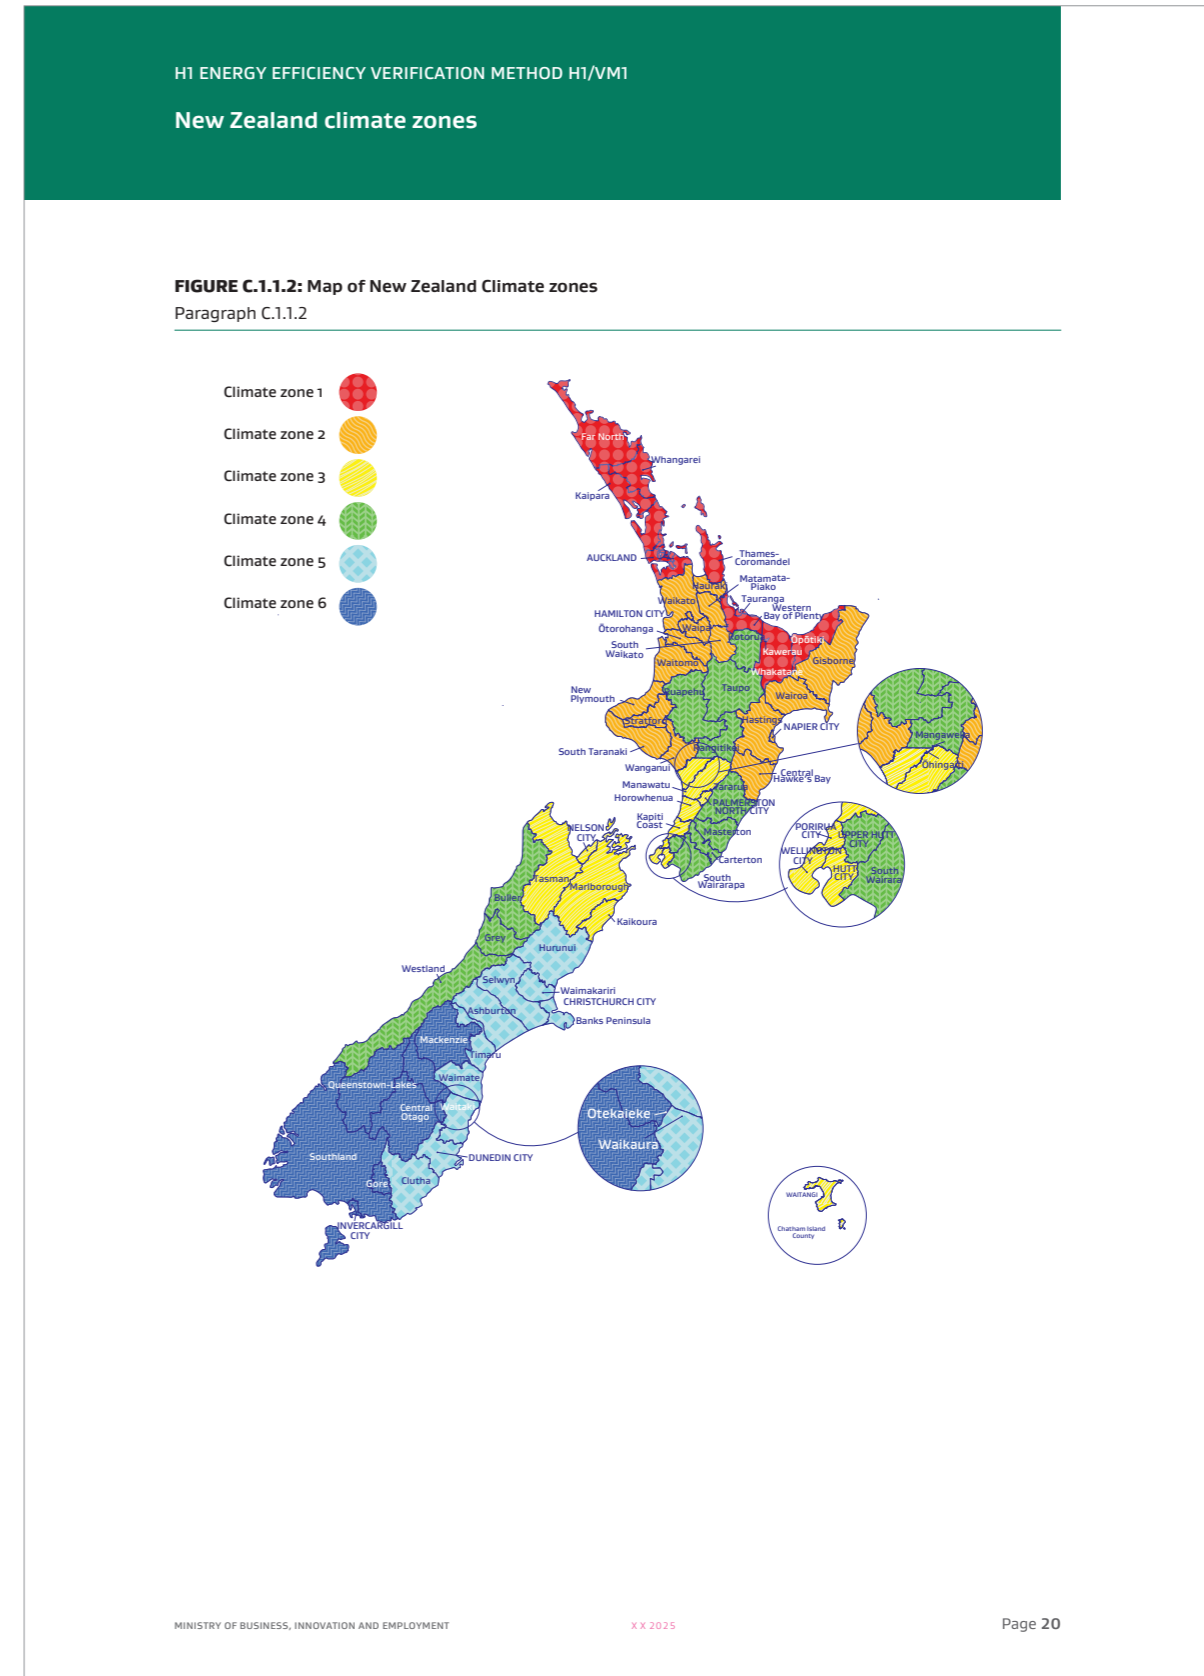 H1 ENERGY EFFICIENCY VERIFICATION METHOD H1/VM1
New Zealand climate zones
FIGURE C.1.1.2: Map of New Zealand Climate zones
Paragraph C.1.1.2
Climate zone 1
Climate zone 2
Climate zone 3
Climate zone 4
Climate zone 5
Climate zone 6
Far North
Whangarei
Kaipara
AUCKLAND
Thames-
Coromandel
Hauraki
Matamata-
Piako
Waikato
Tauranga
HAMILTON CITY
Western
Bay of Plenty
Ōtorohanga
Waipa
Rotorua
Ōpōtiki
South
Waikato
Kawerau
Waitomo
Gisborne
Whakatane
New
Plymouth
Ruapehu
Taupo
Wairoa
Stratford
Hastings
NAPIER CITY
South Taranaki
Rangitikei
Wanganui
Central
Hawke's Bay
Manawatu
Tararua
Horowhenua
PALMERSTON
NORTH CITY
Kapiti
Coast
Masterton
Carterton
South
Wairarapa
Mangaweka
Ōhingaiti
PORIRUA
CITY
UPPER HUTT
CITY
WELLINGTON
CITY
HUTT
CITY
South
Wairara
NELSON
CITY
Tasman
Marlborough
Buller
Kaikoura
Grey
Hurunui
Westland
Selwyn
Waimakariri
CHRISTCHURCH CITY
Ashburton
Banks Peninsula
Mackenzie
Timaru
Waimate
Queenstown-Lakes
Central
Otago
Waitaki
Otekaieke
Waikaura
Southland
DUNEDIN CITY
Gore
Clutha
INVERCARGILL
CITY
WAITANGI
Chatham Island
County
MINISTRY OF BUSINESS, INNOVATION AND EMPLOYMENT
X X 2025
Page 20